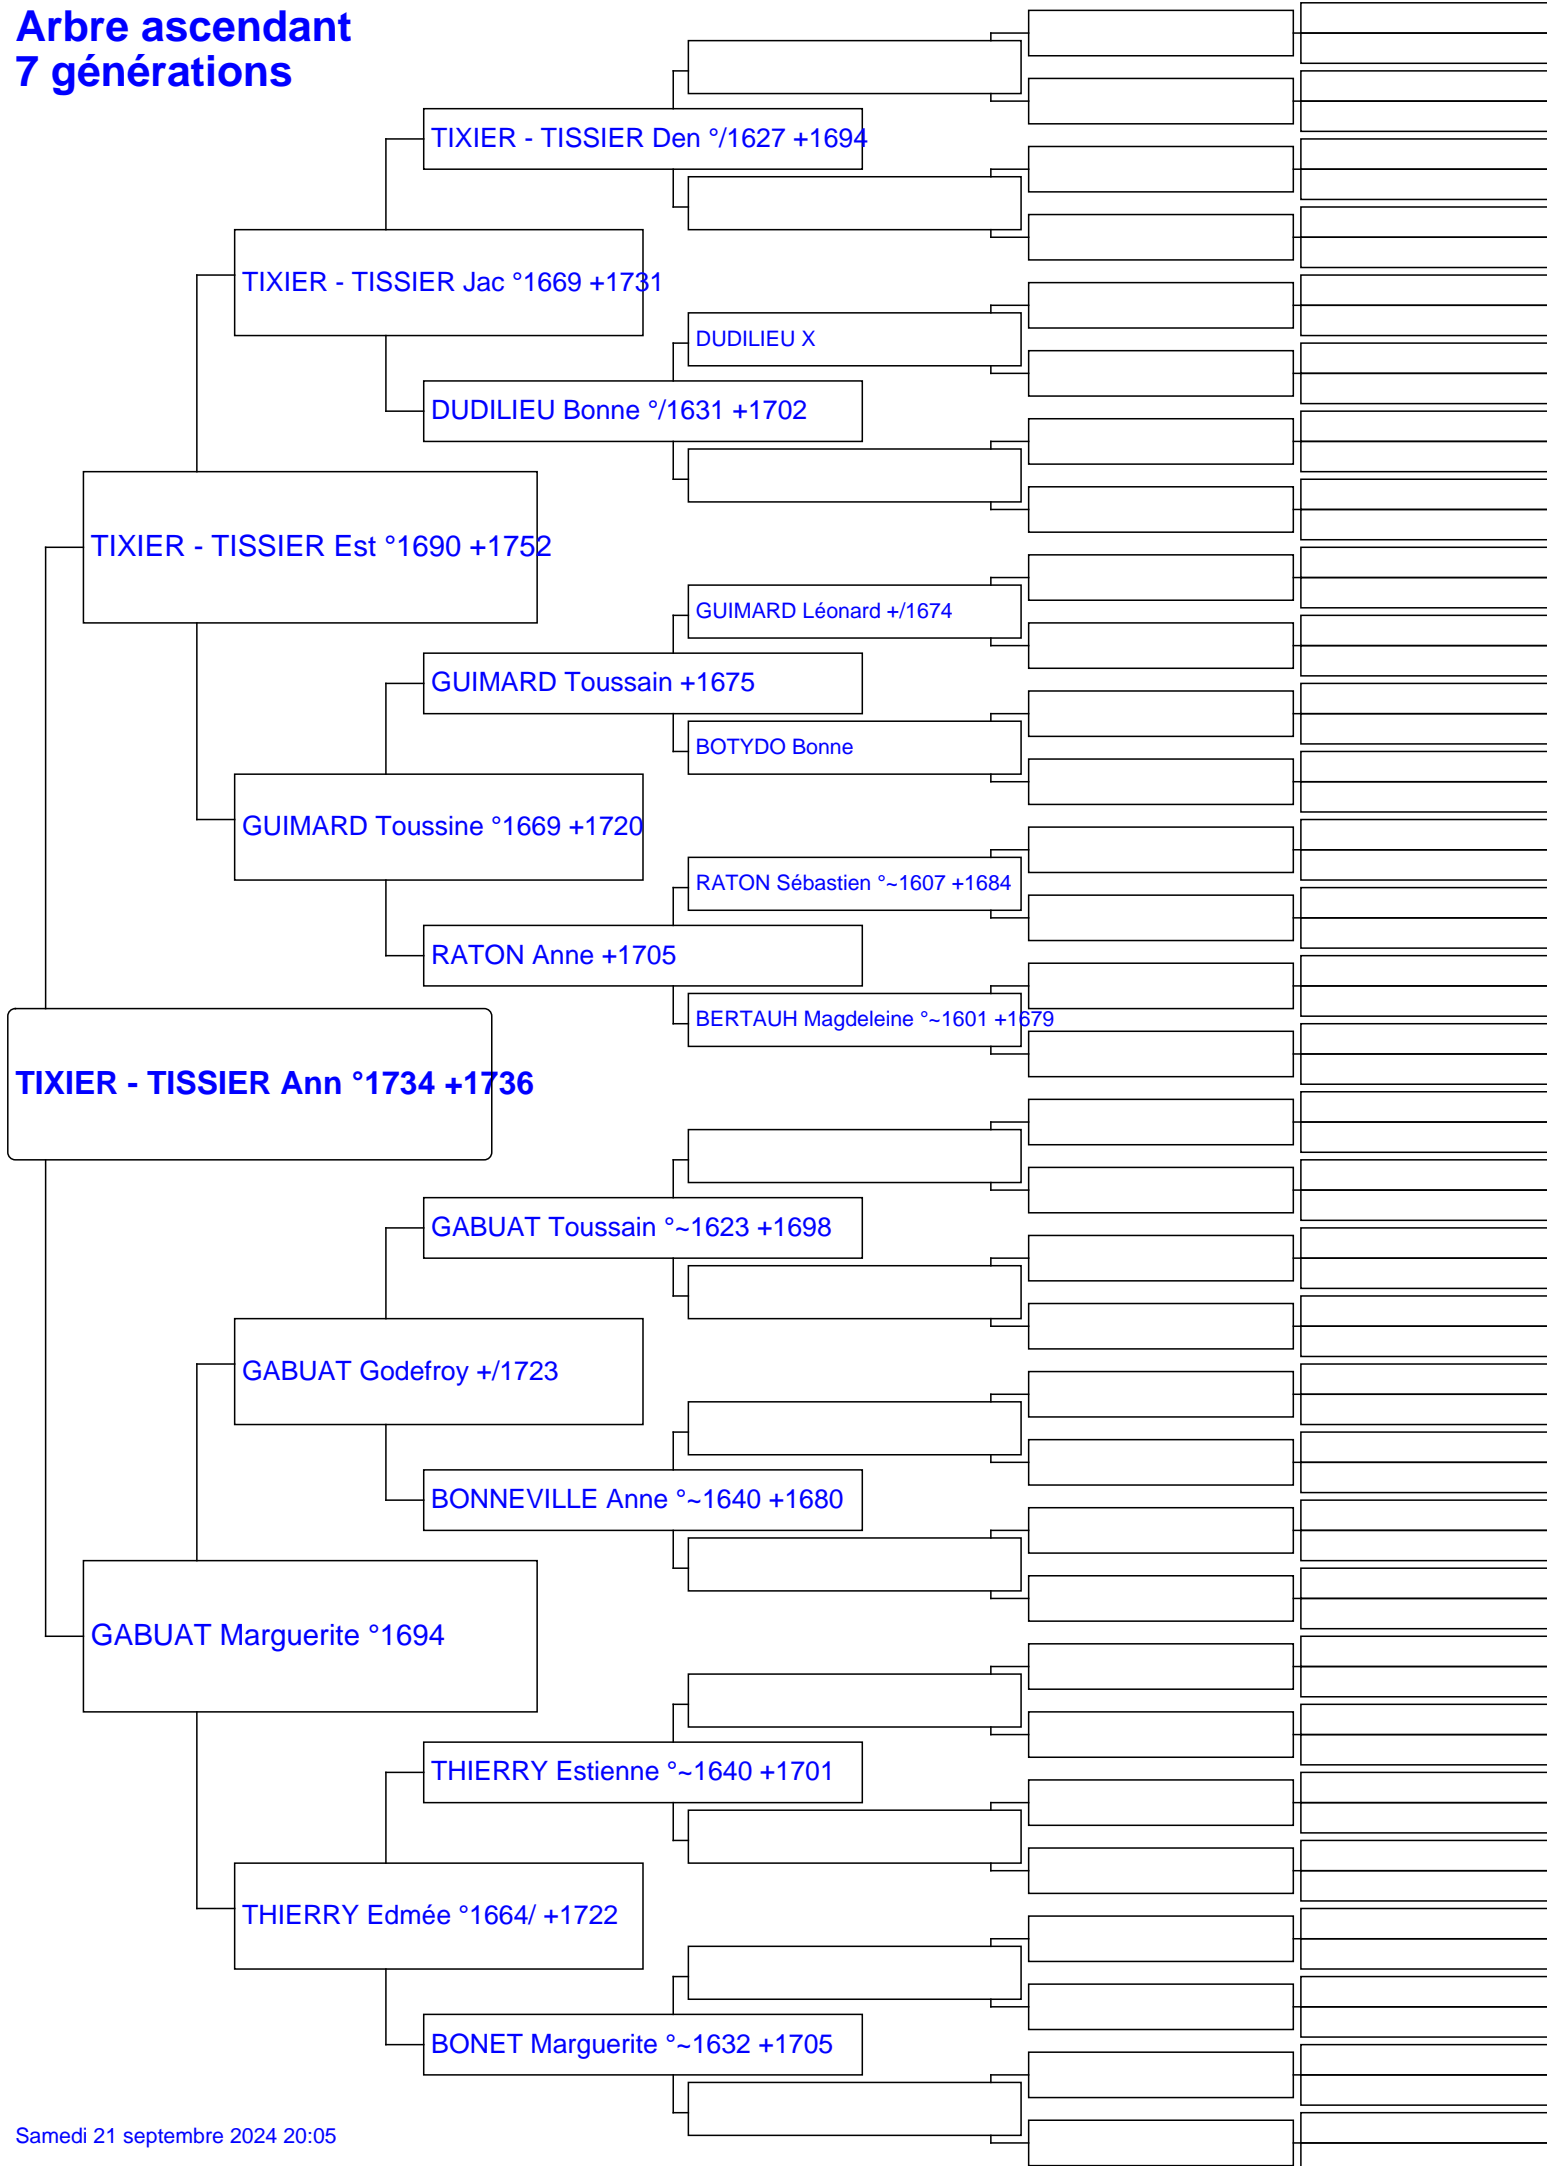 Arbre ascendant
7 générations
TIXIER - TISSIER Den °/1627 +1694
TIXIER - TISSIER Jac °1669 +1731
DUDILIEU X
DUDILIEU Bonne °/1631 +1702
TIXIER - TISSIER Est °1690 +1752
GUIMARD Léonard +/1674
GUIMARD Toussain +1675
BOTYDO Bonne
GUIMARD Toussine °1669 +1720
RATON Sébastien °~1607 +1684
RATON Anne +1705
BERTAUH Magdeleine °~1601 +1679
TIXIER - TISSIER Ann °1734 +1736
GABUAT Toussain °~1623 +1698
GABUAT Godefroy +/1723
BONNEVILLE Anne °~1640 +1680
GABUAT Marguerite °1694
THIERRY Estienne °~1640 +1701
THIERRY Edmée °1664/ +1722
BONET Marguerite °~1632 +1705
Samedi 21 septembre 2024 20:05